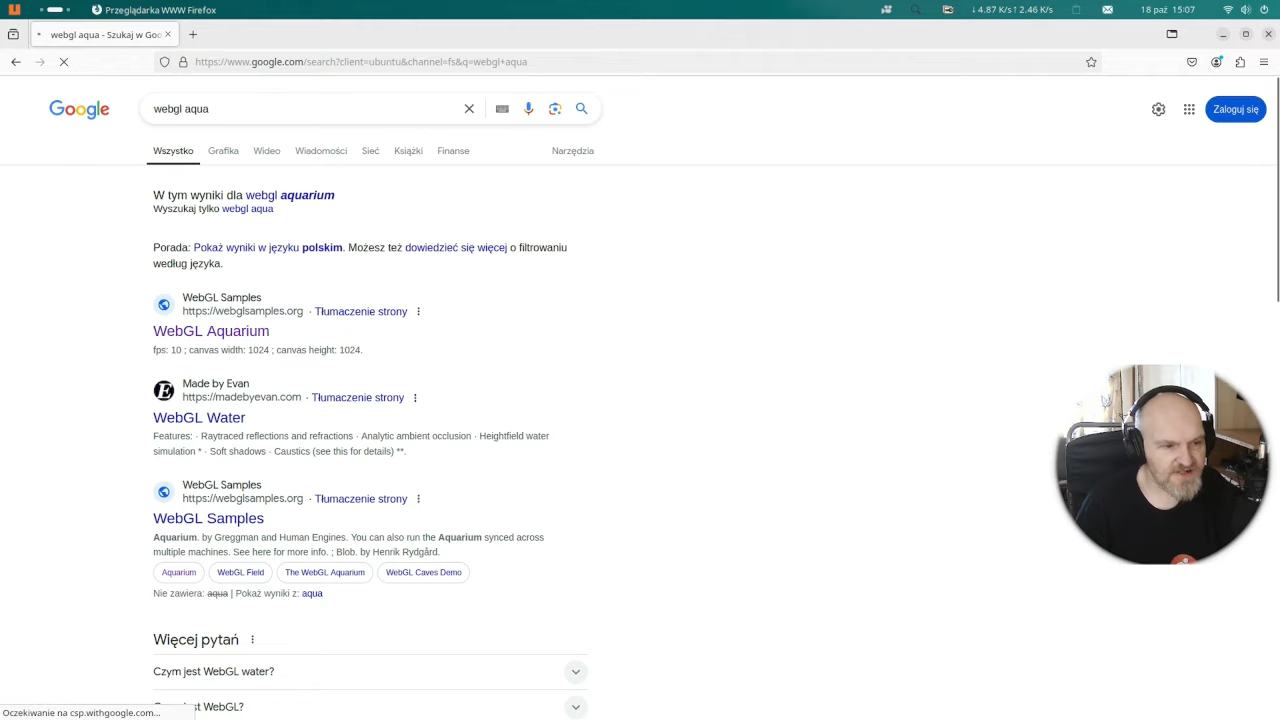 Przeglądarka WWW Firefox
↓4.87 K/s↑2.46 K/s
18 paź 15:07
webgl aqua - Szukaj w Goo
https://www.google.com/search?client=ubuntu&channel=fs&q=webgl+aqua
Google
webgl aqua
Zaloguj się
Wszystko Grafika Wideo Wiadomości Sieć Książki Finanse Narzędzia
W tym wyniki dla webgl aquarium
Wyszukaj tylko webgl aqua
Porada: Pokaż wyniki w języku polskim. Możesz też dowiedzieć się więcej o filtrowaniu
według języka.
WebGL Samples
https://webglsamples.org · Tłumaczenie strony
WebGL Aquarium
fps: 10 ; canvas width: 1024 ; canvas height: 1024.
E
Made by Evan
https://madebyevan.com · Tłumaczenie strony
WebGL Water
Features: · Raytraced reflections and refractions · Analytic ambient occlusion · Heightfield water
simulation * · Soft shadows · Caustics (see this for details) **.
WebGL Samples
https://webglsamples.org · Tłumaczenie strony
WebGL Samples
Aquarium. by Greggman and Human Engines. You can also run the Aquarium synced across
multiple machines. See here for more info. ; Blob. by Henrik Rydgård.
Aquarium WebGL Field The WebGL Aquarium WebGL Caves Demo
Nie zawiera: aqua | Pokaż wyniki z: aqua
Więcej pytań
Czym jest WebGL water?
jest WebGL?
Oczekiwanie na csp.withgoogle.com...